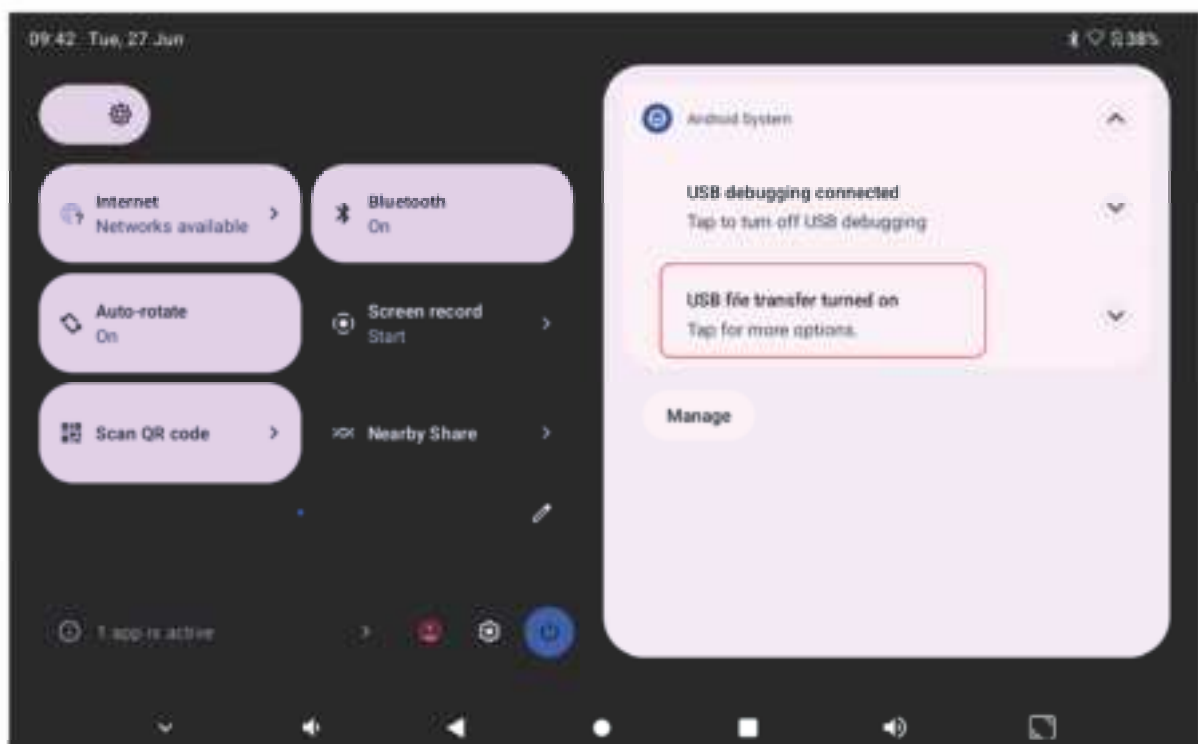 09:42 Tue, 27 Jun
38%
Internet
Networks available
Bluetooth
On
Auto-rotate
On
Screen record
Start
Scan QR code
Nearby Share
1 app is active
Android System
USB debugging connected
Tap to turn off USB debugging
USB file transfer turned on
Tap for more options.
Manage